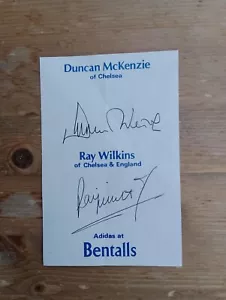 Duncan McKenzie
of Chelsea
Ray Wilkins
of Chelsea & England
Adidas at
Bentalls